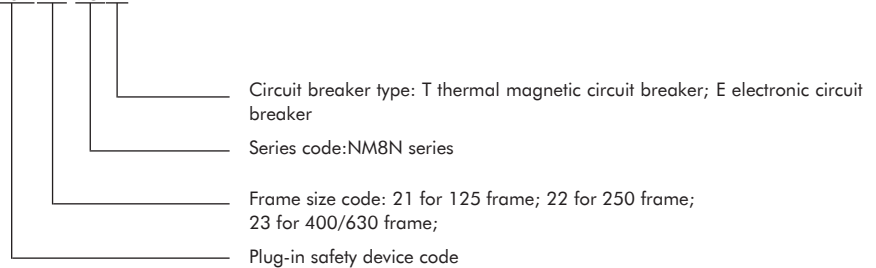 Circuit breaker type: T thermal magnetic circuit breaker; E electronic circuit
breaker
Series code:NM8N series
Frame size code: 21 for 125 frame; 22 for 250 frame;
23 for 400/630 frame;
Plug-in safety device code